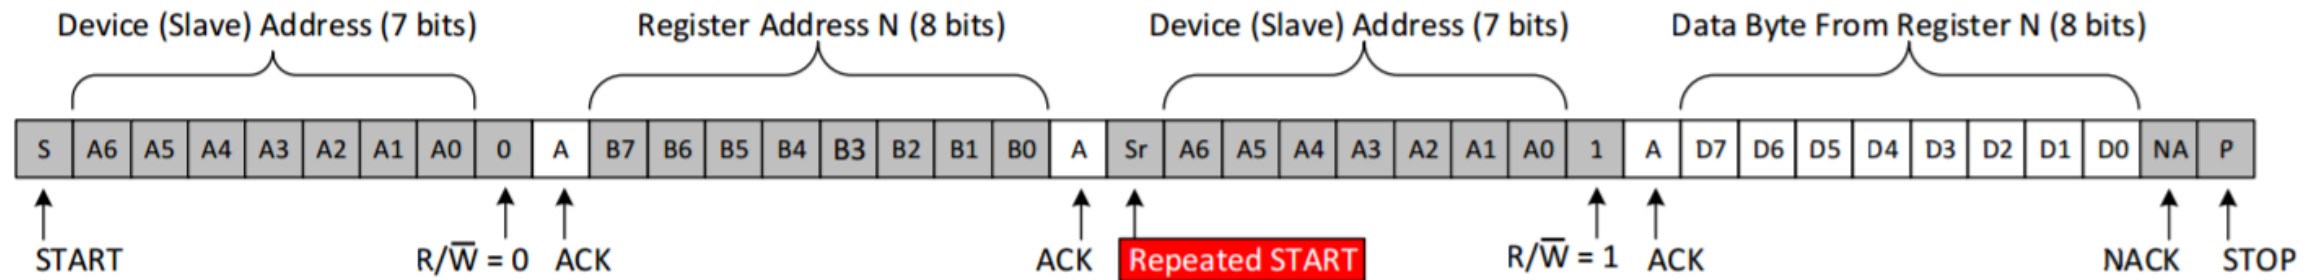 Device (Slave) Address (7 bits) Register Address N (8 bits) Device (Slave) Address (7 bits) Data Byte From Register N (8 bits)
S A6 A5 A4 A3 A2 A1 A0 0 A B7 B6 B5 B4 B3 B2 B1 B0 A Sr A6 A5 A4 A3 A2 A1 A0 1 A D7 D6 D5 D4 D3 D2 D1 D0 NA P
START R/W̅ = 0 ACK ACK Repeated START R/W̅ = 1 ACK NACK STOP